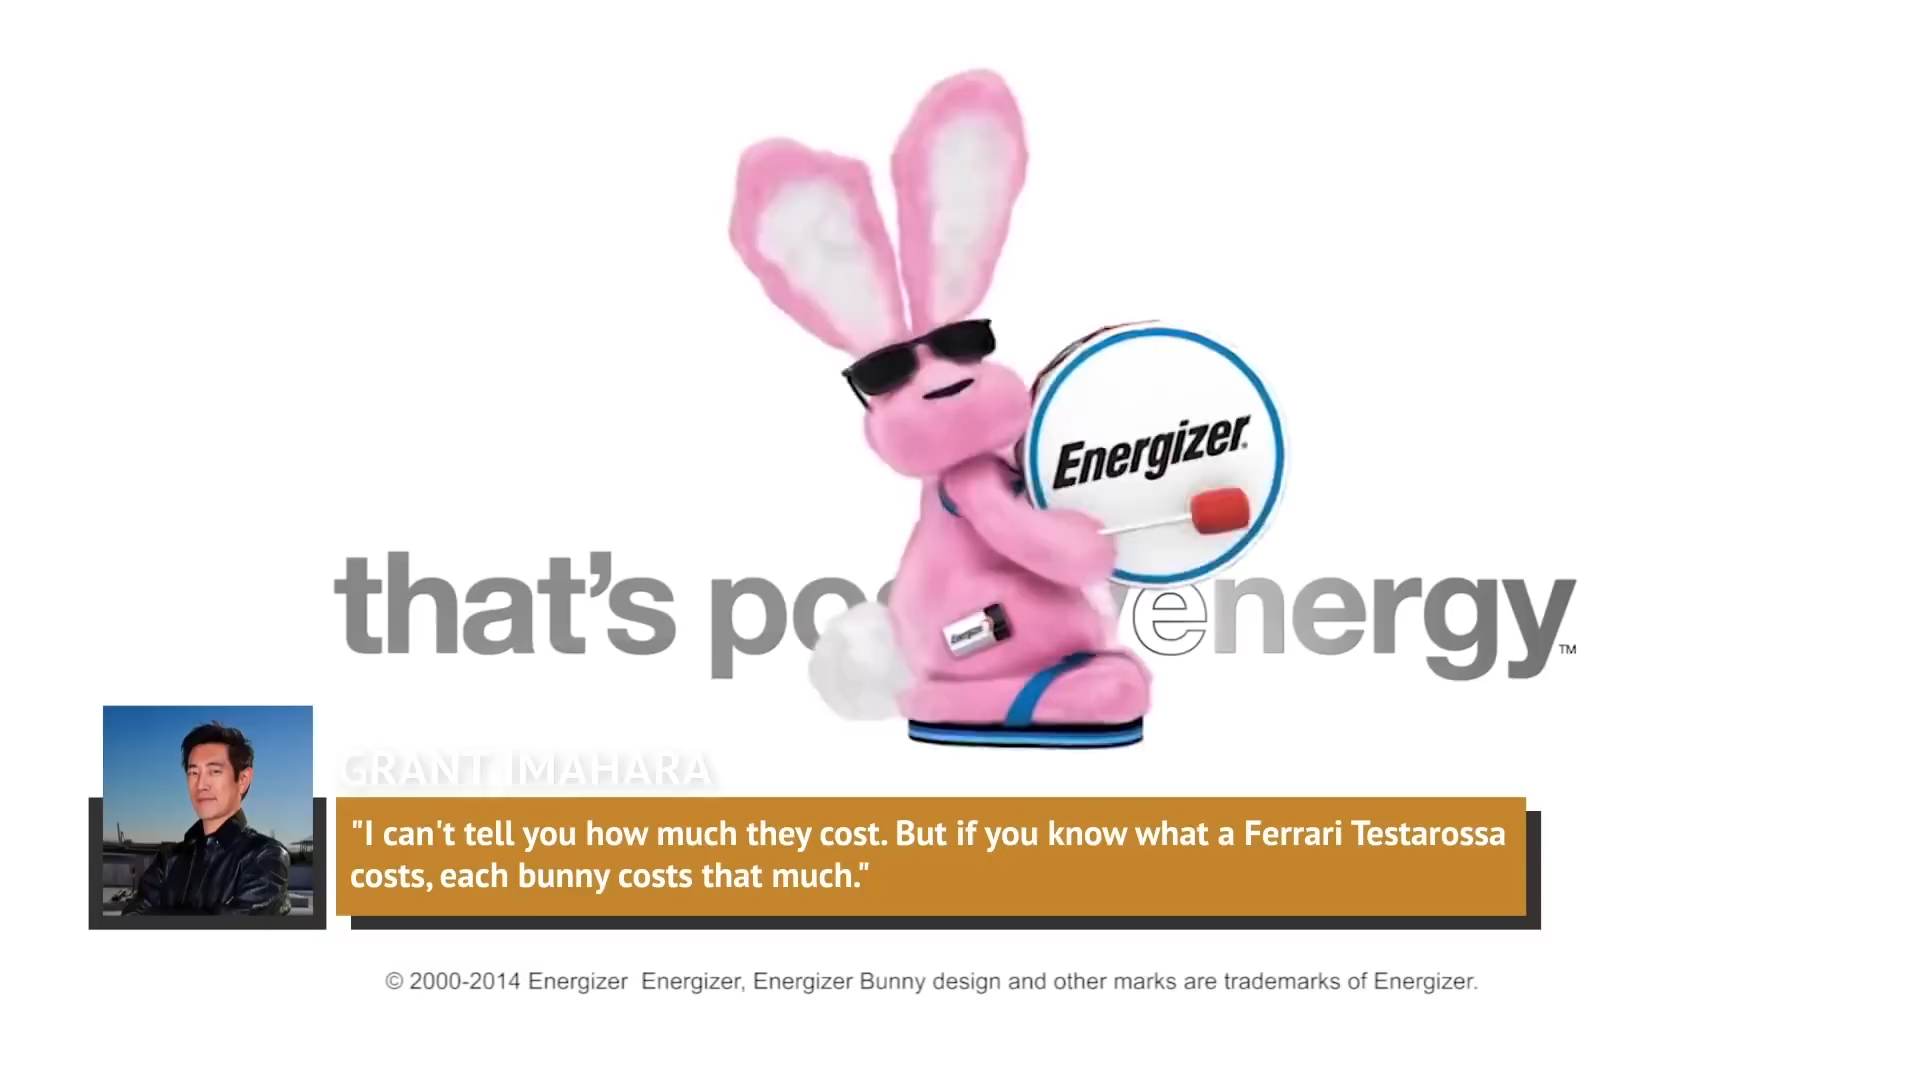 Energizer.
that's po energy™
Energizer
GRANT IMAHARA
"I can't tell you how much they cost. But if you know what a Ferrari Testarossa
costs, each bunny costs that much."
© 2000-2014 Energizer Energizer, Energizer Bunny design and other marks are trademarks of Energizer.